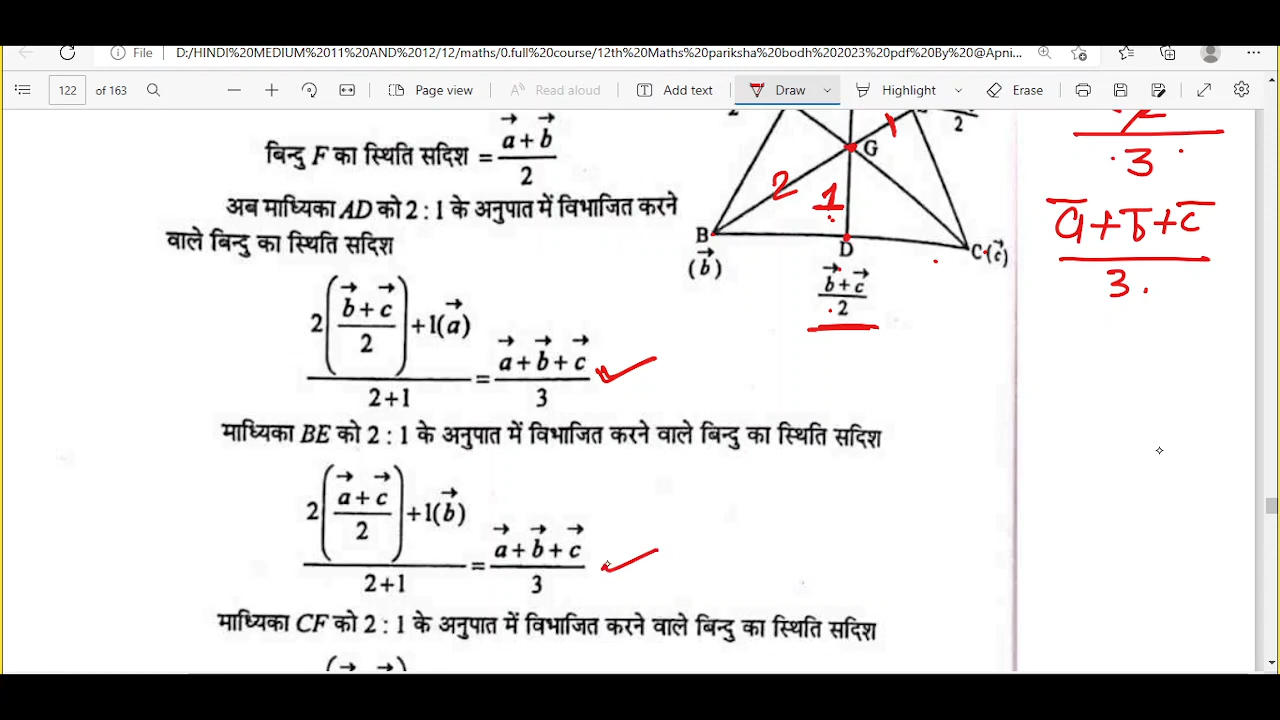 File D:/HINDI%20MEDIUM%2011%20AND%2012/12/maths/0.full%20course/12th%20Maths%20pariksha%20bodh%202023%20pdf%20By%20@Apni...
122 of 163 Page view Read aloud Add text Draw Highlight Erase
बिन्दु F का स्थिति सदिश = (a⃗ + b⃗)/2
अब माध्यिका AD को 2 : 1 के अनुपात में विभाजित करने
वाले बिन्दु का स्थिति सदिश
(2((b⃗ + c⃗)/2) + 1(a⃗))/(2+1) = (a⃗ + b⃗ + c⃗)/3
माध्यिका BE को 2 : 1 के अनुपात में विभाजित करने वाले बिन्दु का स्थिति सदिश
(2((a⃗ + c⃗)/2) + 1(b⃗))/(2+1) = (a⃗ + b⃗ + c⃗)/3
माध्यिका CF को 2 : 1 के अनुपात में विभाजित करने वाले बिन्दु का स्थिति सदिश
2
2
1
G
2
1
B
(b⃗)
D
C(c⃗)
(b⃗ + c⃗)/2
3
(a̅ + b̅ + c̅)/3